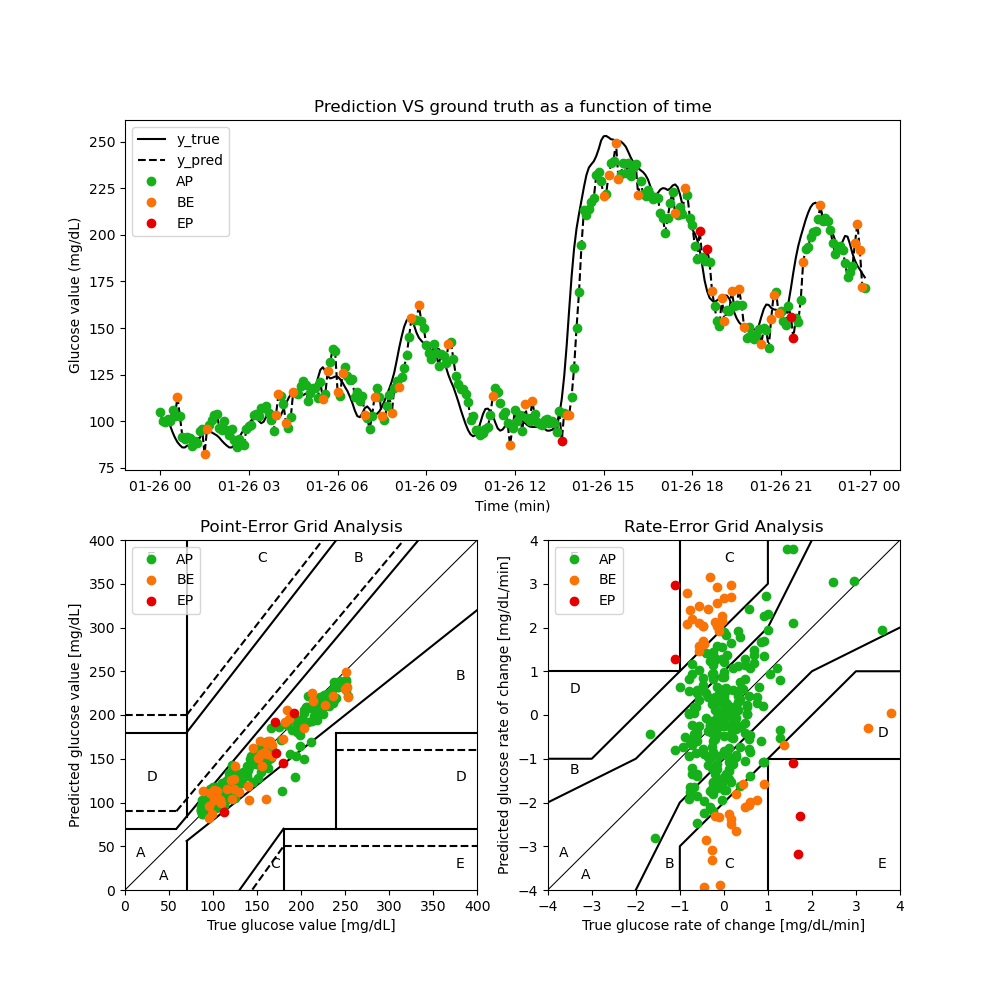 Prediction VS ground truth as a function of time
Glucose value (mg/dL)
250
225
200
175
150
125
100
75
y_true
y_pred
AP
BE
EP
01-26 00 01-26 03 01-26 06 01-26 09 01-26 12 01-26 15 01-26 18 01-26 21 01-27 00
Time (min)
Point-Error Grid Analysis
Predicted glucose value [mg/dL]
400
350
300
250
200
150
100
50
0
AP
BE
EP
C
B
B
D
D
A
A
C
E
0 50 100 150 200 250 300 350 400
True glucose value [mg/dL]
Rate-Error Grid Analysis
Predicted glucose rate of change [mg/dL/min]
4
3
2
1
0
−1
−2
−3
−4
AP
BE
EP
C
D
D
B
A
A
B
C
E
−4 −3 −2 −1 0 1 2 3 4
True glucose rate of change [mg/dL/min]